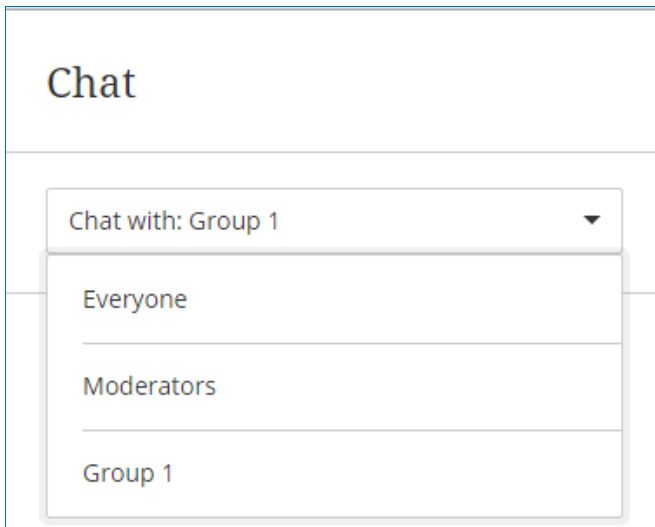 Chat
Chat with: Group 1
Everyone
Moderators
Group 1